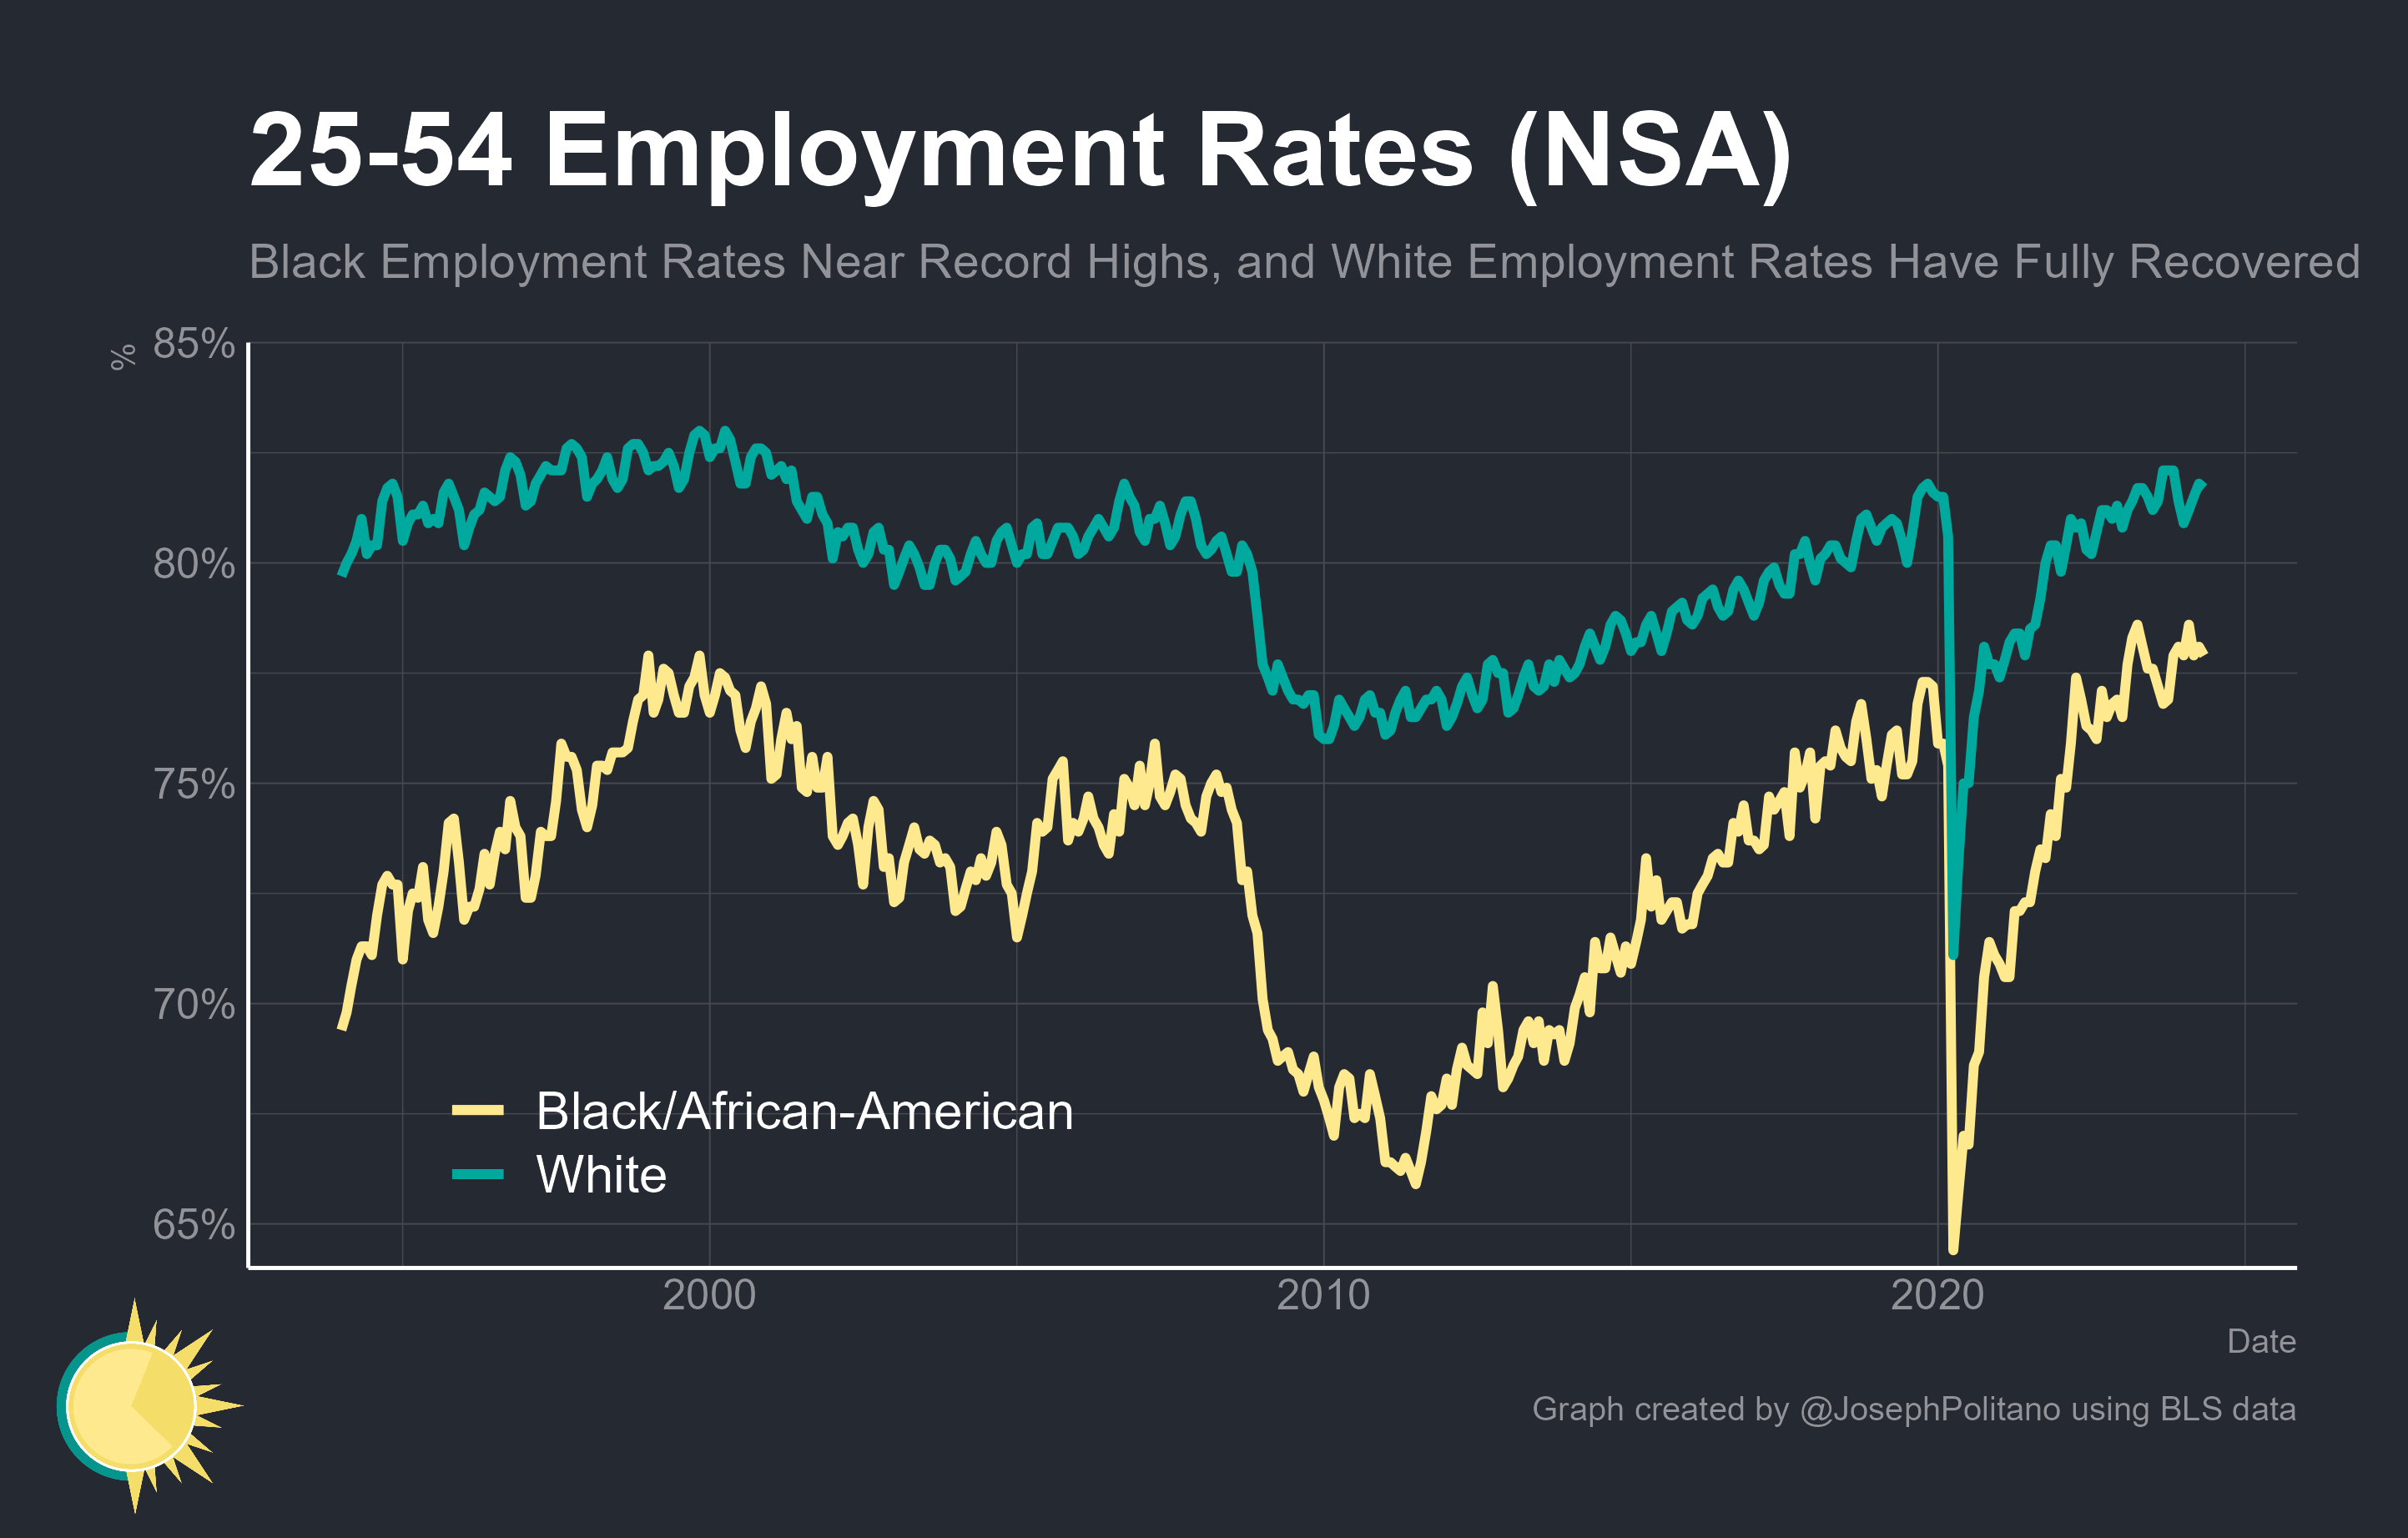 25-54 Employment Rates (NSA)
Black Employment Rates Near Record Highs, and White Employment Rates Have Fully Recovered
%
85%
80%
75%
70%
65%
Black/African-American
White
2000
2010
2020
Date
Graph created by @JosephPolitano using BLS data